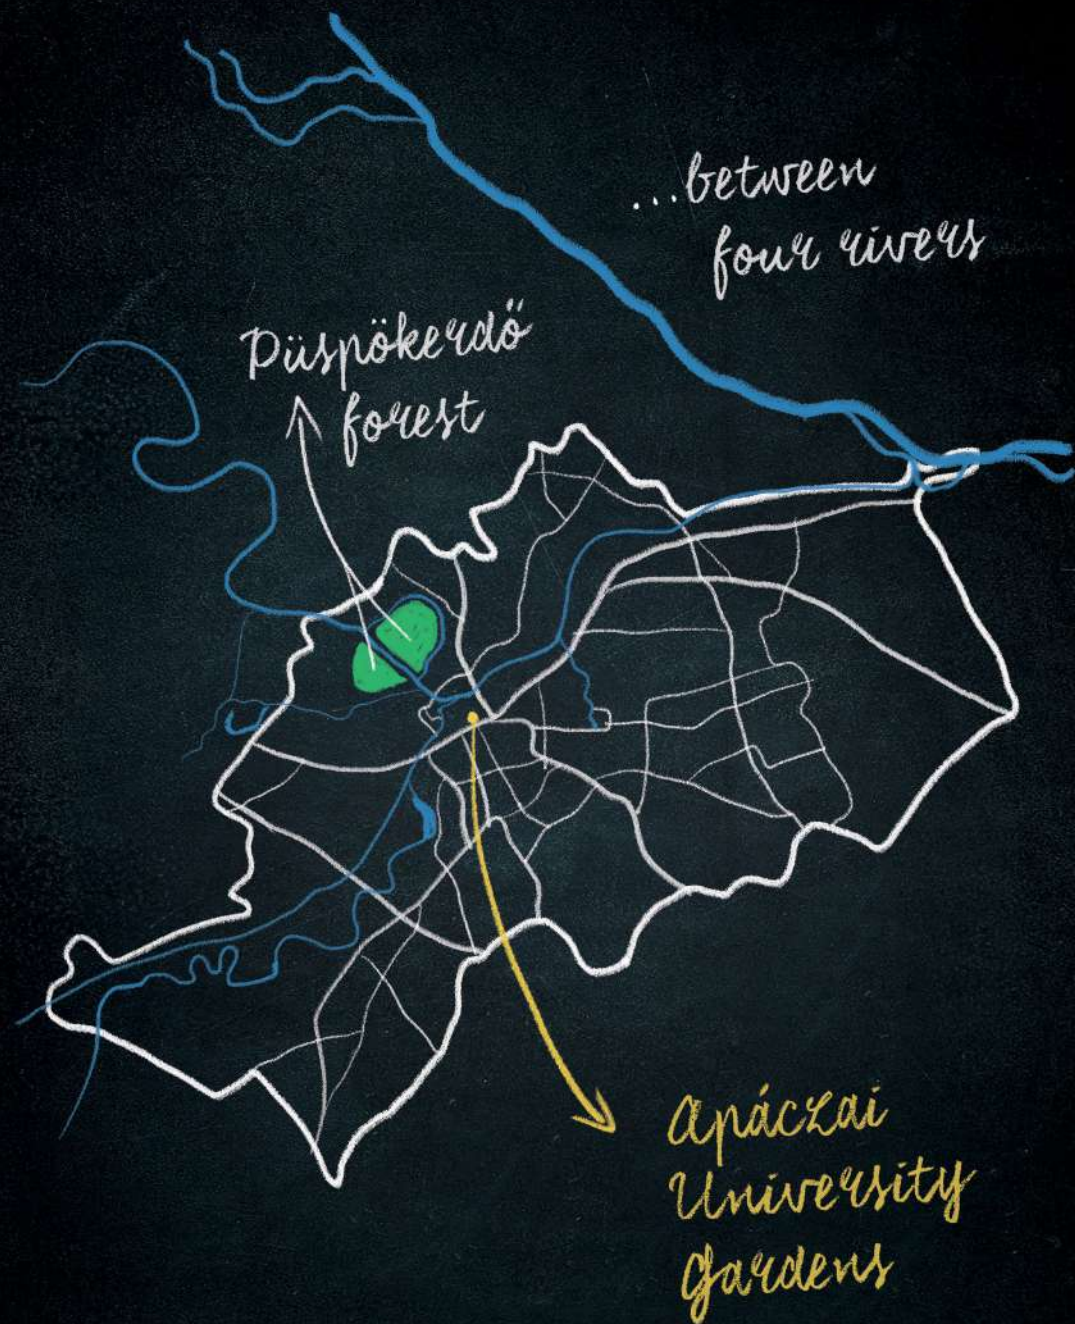 ...between
four rivers
Püspökerdő
forest
Apáczai
University
Gardens